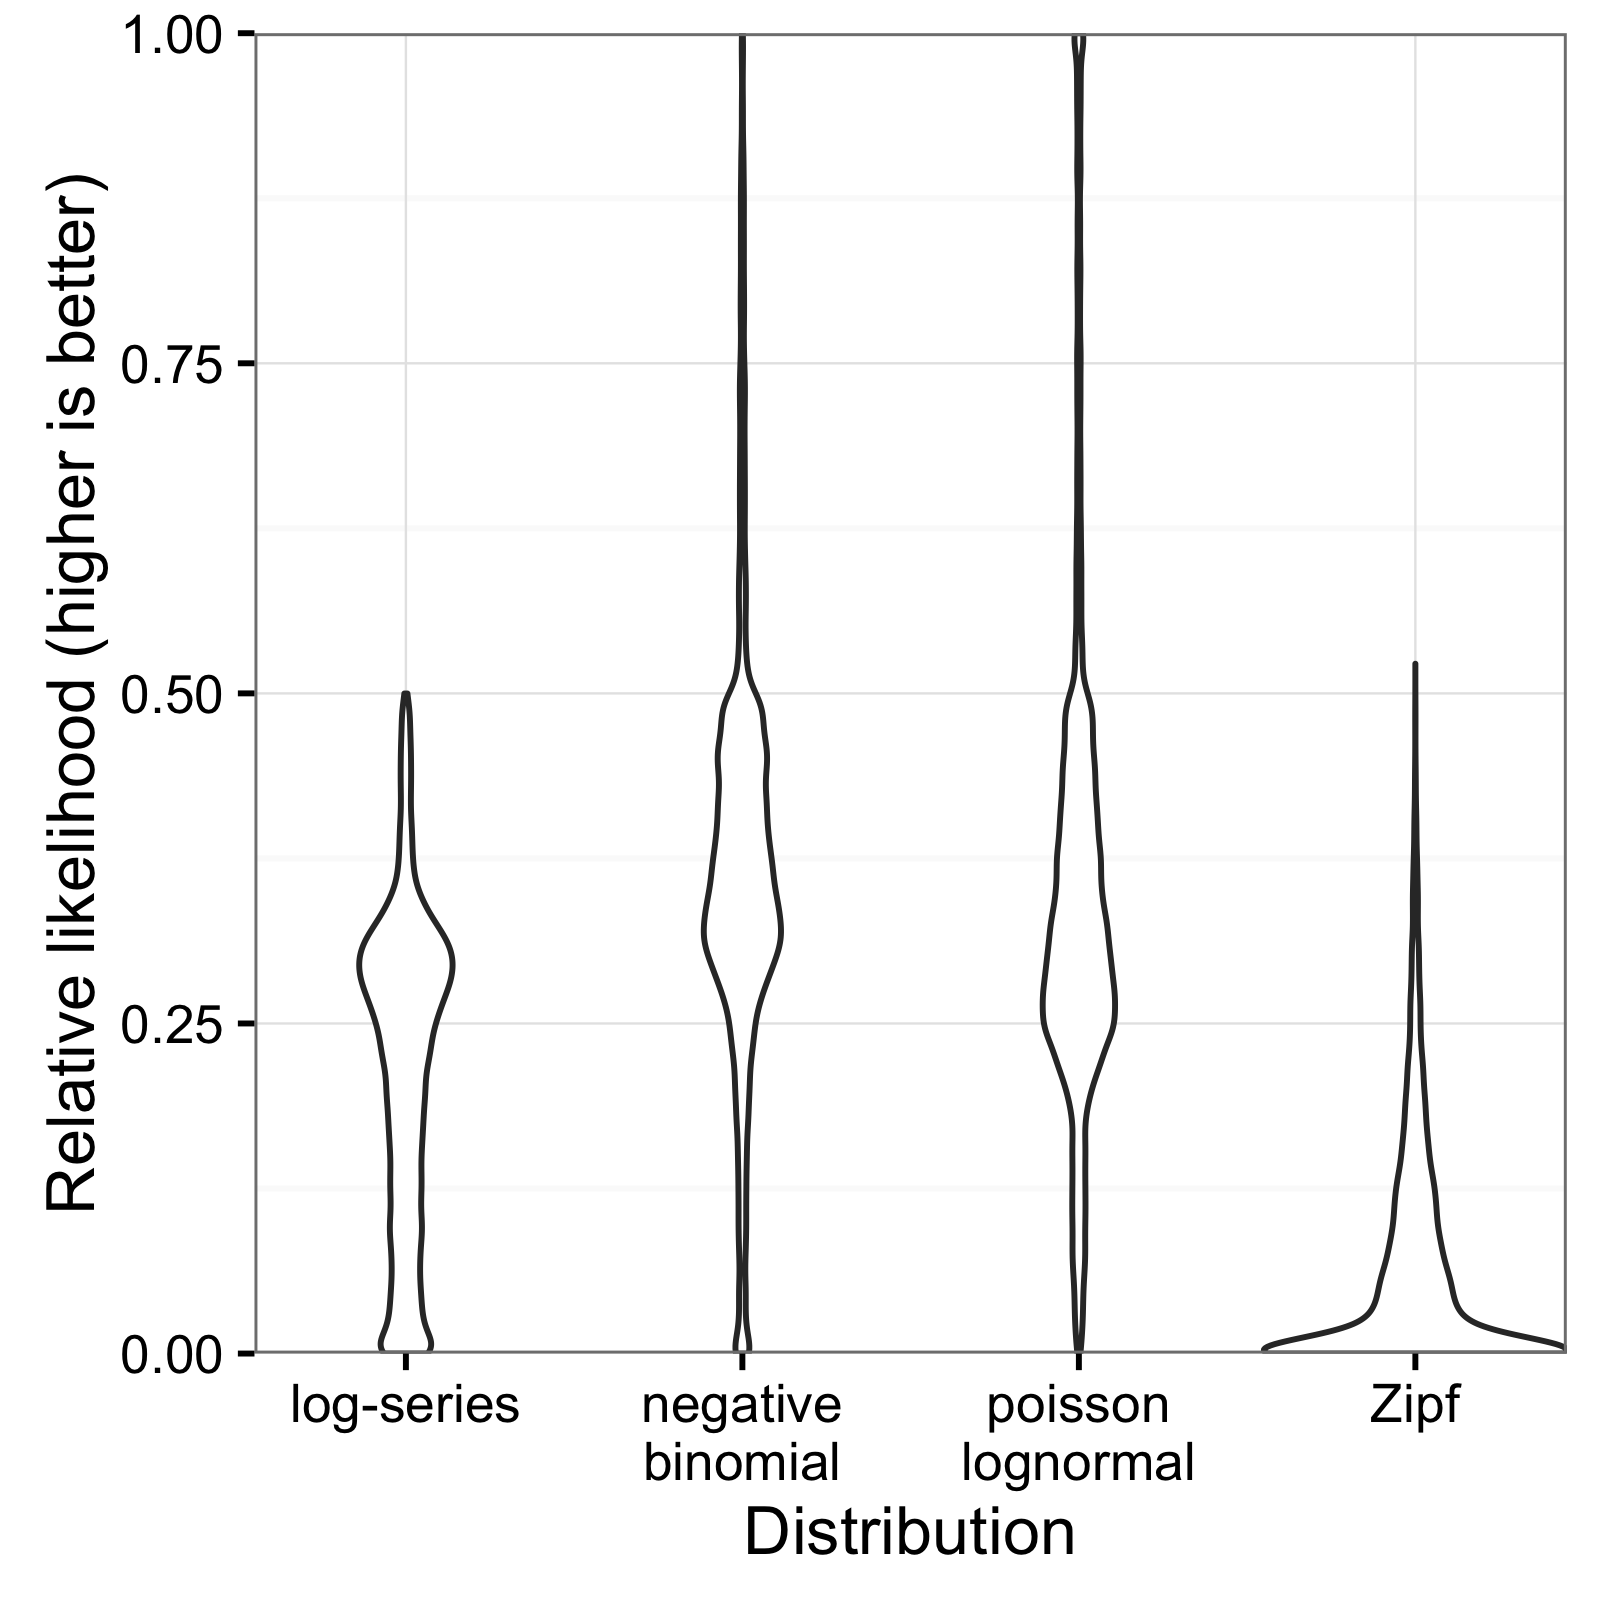 Relative likelihood (higher is better)
1.00
0.75
0.50
0.25
0.00
log-series
negative
binomial
poisson
lognormal
Zipf
Distribution